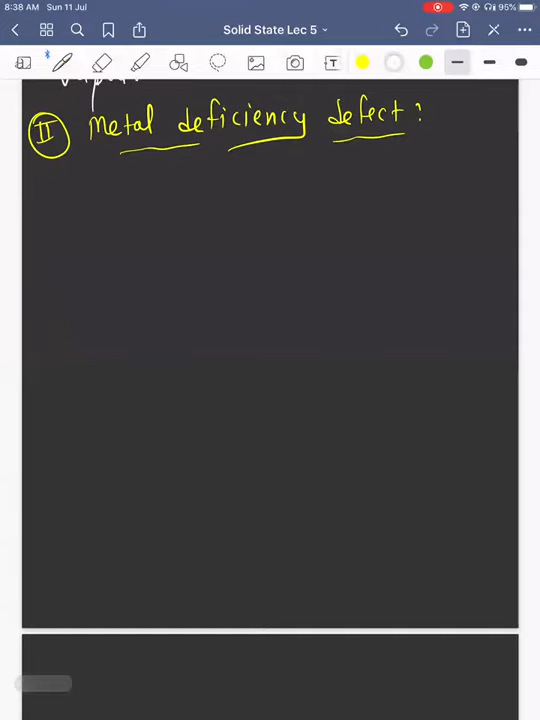 8:38 AM Sun 11 Jul
95%
Solid State Lec 5
T
II Metal deficiency defect :